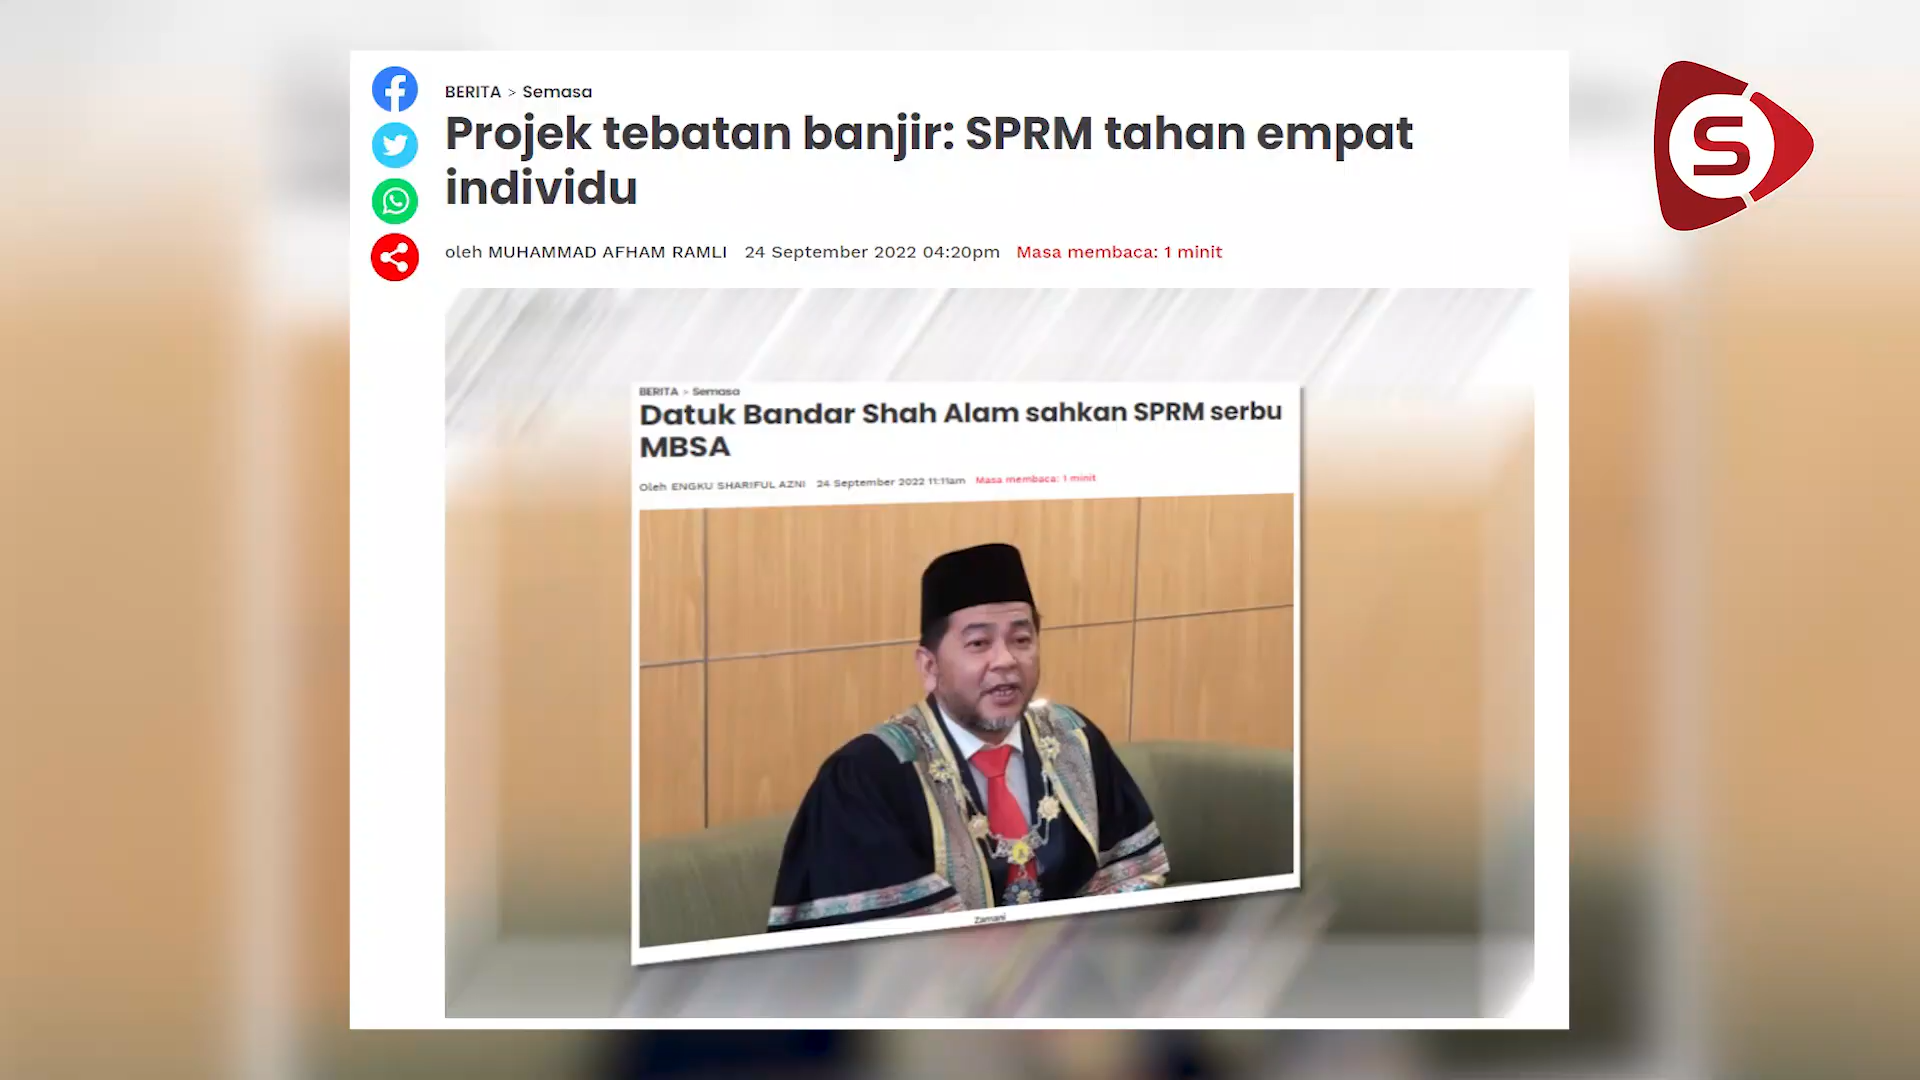 BERITA > Semasa
Projek tebatan banjir: SPRM tahan empat
individu
oleh MUHAMMAD AFHAM RAMLI 24 September 2022 04:20pm Masa membaca: 1 minit
BERITA > Semasa
Datuk Bandar Shah Alam sahkan SPRM serbu
MBSA
Oleh ENGKU SHARIFUL AZNI 24 September 2022 11:11am Masa membaca: 1 minit
Zamani
S